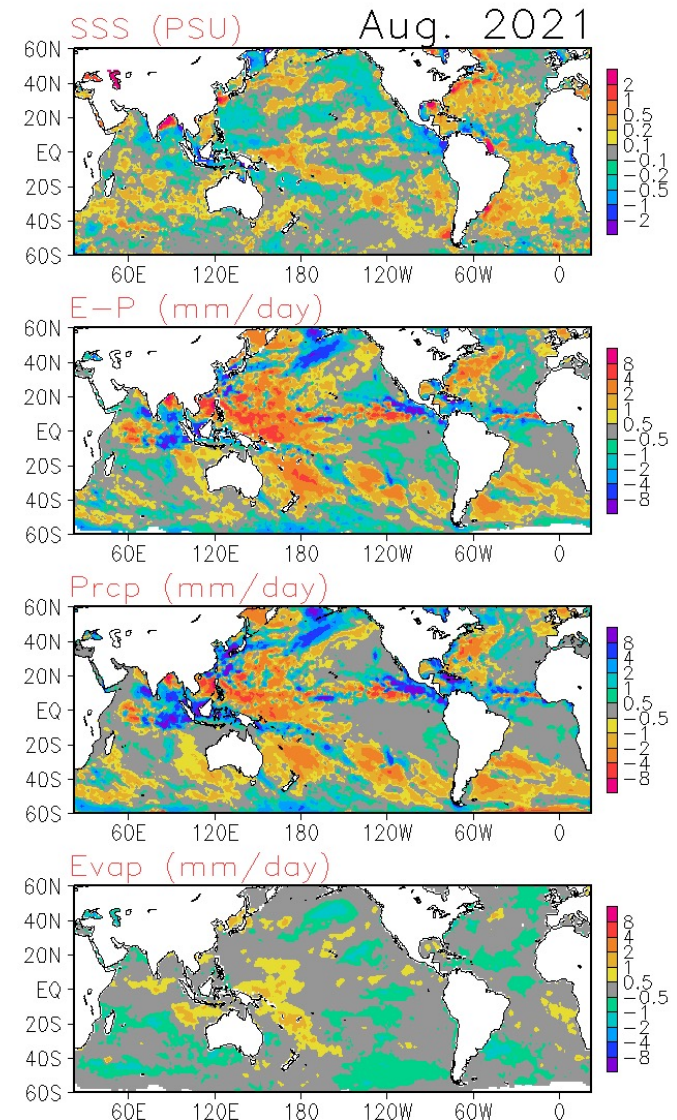 SSS (PSU) Aug. 2021
60N
40N
20N
EQ
20S
40S
60S
60E 120E 180 120W 60W 0
2
1
0.5
0.2
0.1
−0.1
−0.2
−0.5
−1
−2
E−P (mm/day)
60N
40N
20N
EQ
20S
40S
60S
60E 120E 180 120W 60W 0
8
4
2
1
0.5
−0.5
−1
−2
−4
−8
Prcp (mm/day)
60N
40N
20N
EQ
20S
40S
60S
60E 120E 180 120W 60W 0
8
4
2
1
0.5
−0.5
−1
−2
−4
−8
Evap (mm/day)
60N
40N
20N
EQ
20S
40S
60S
60E 120E 180 120W 60W 0
8
4
2
1
0.5
−0.5
−1
−2
−4
−8